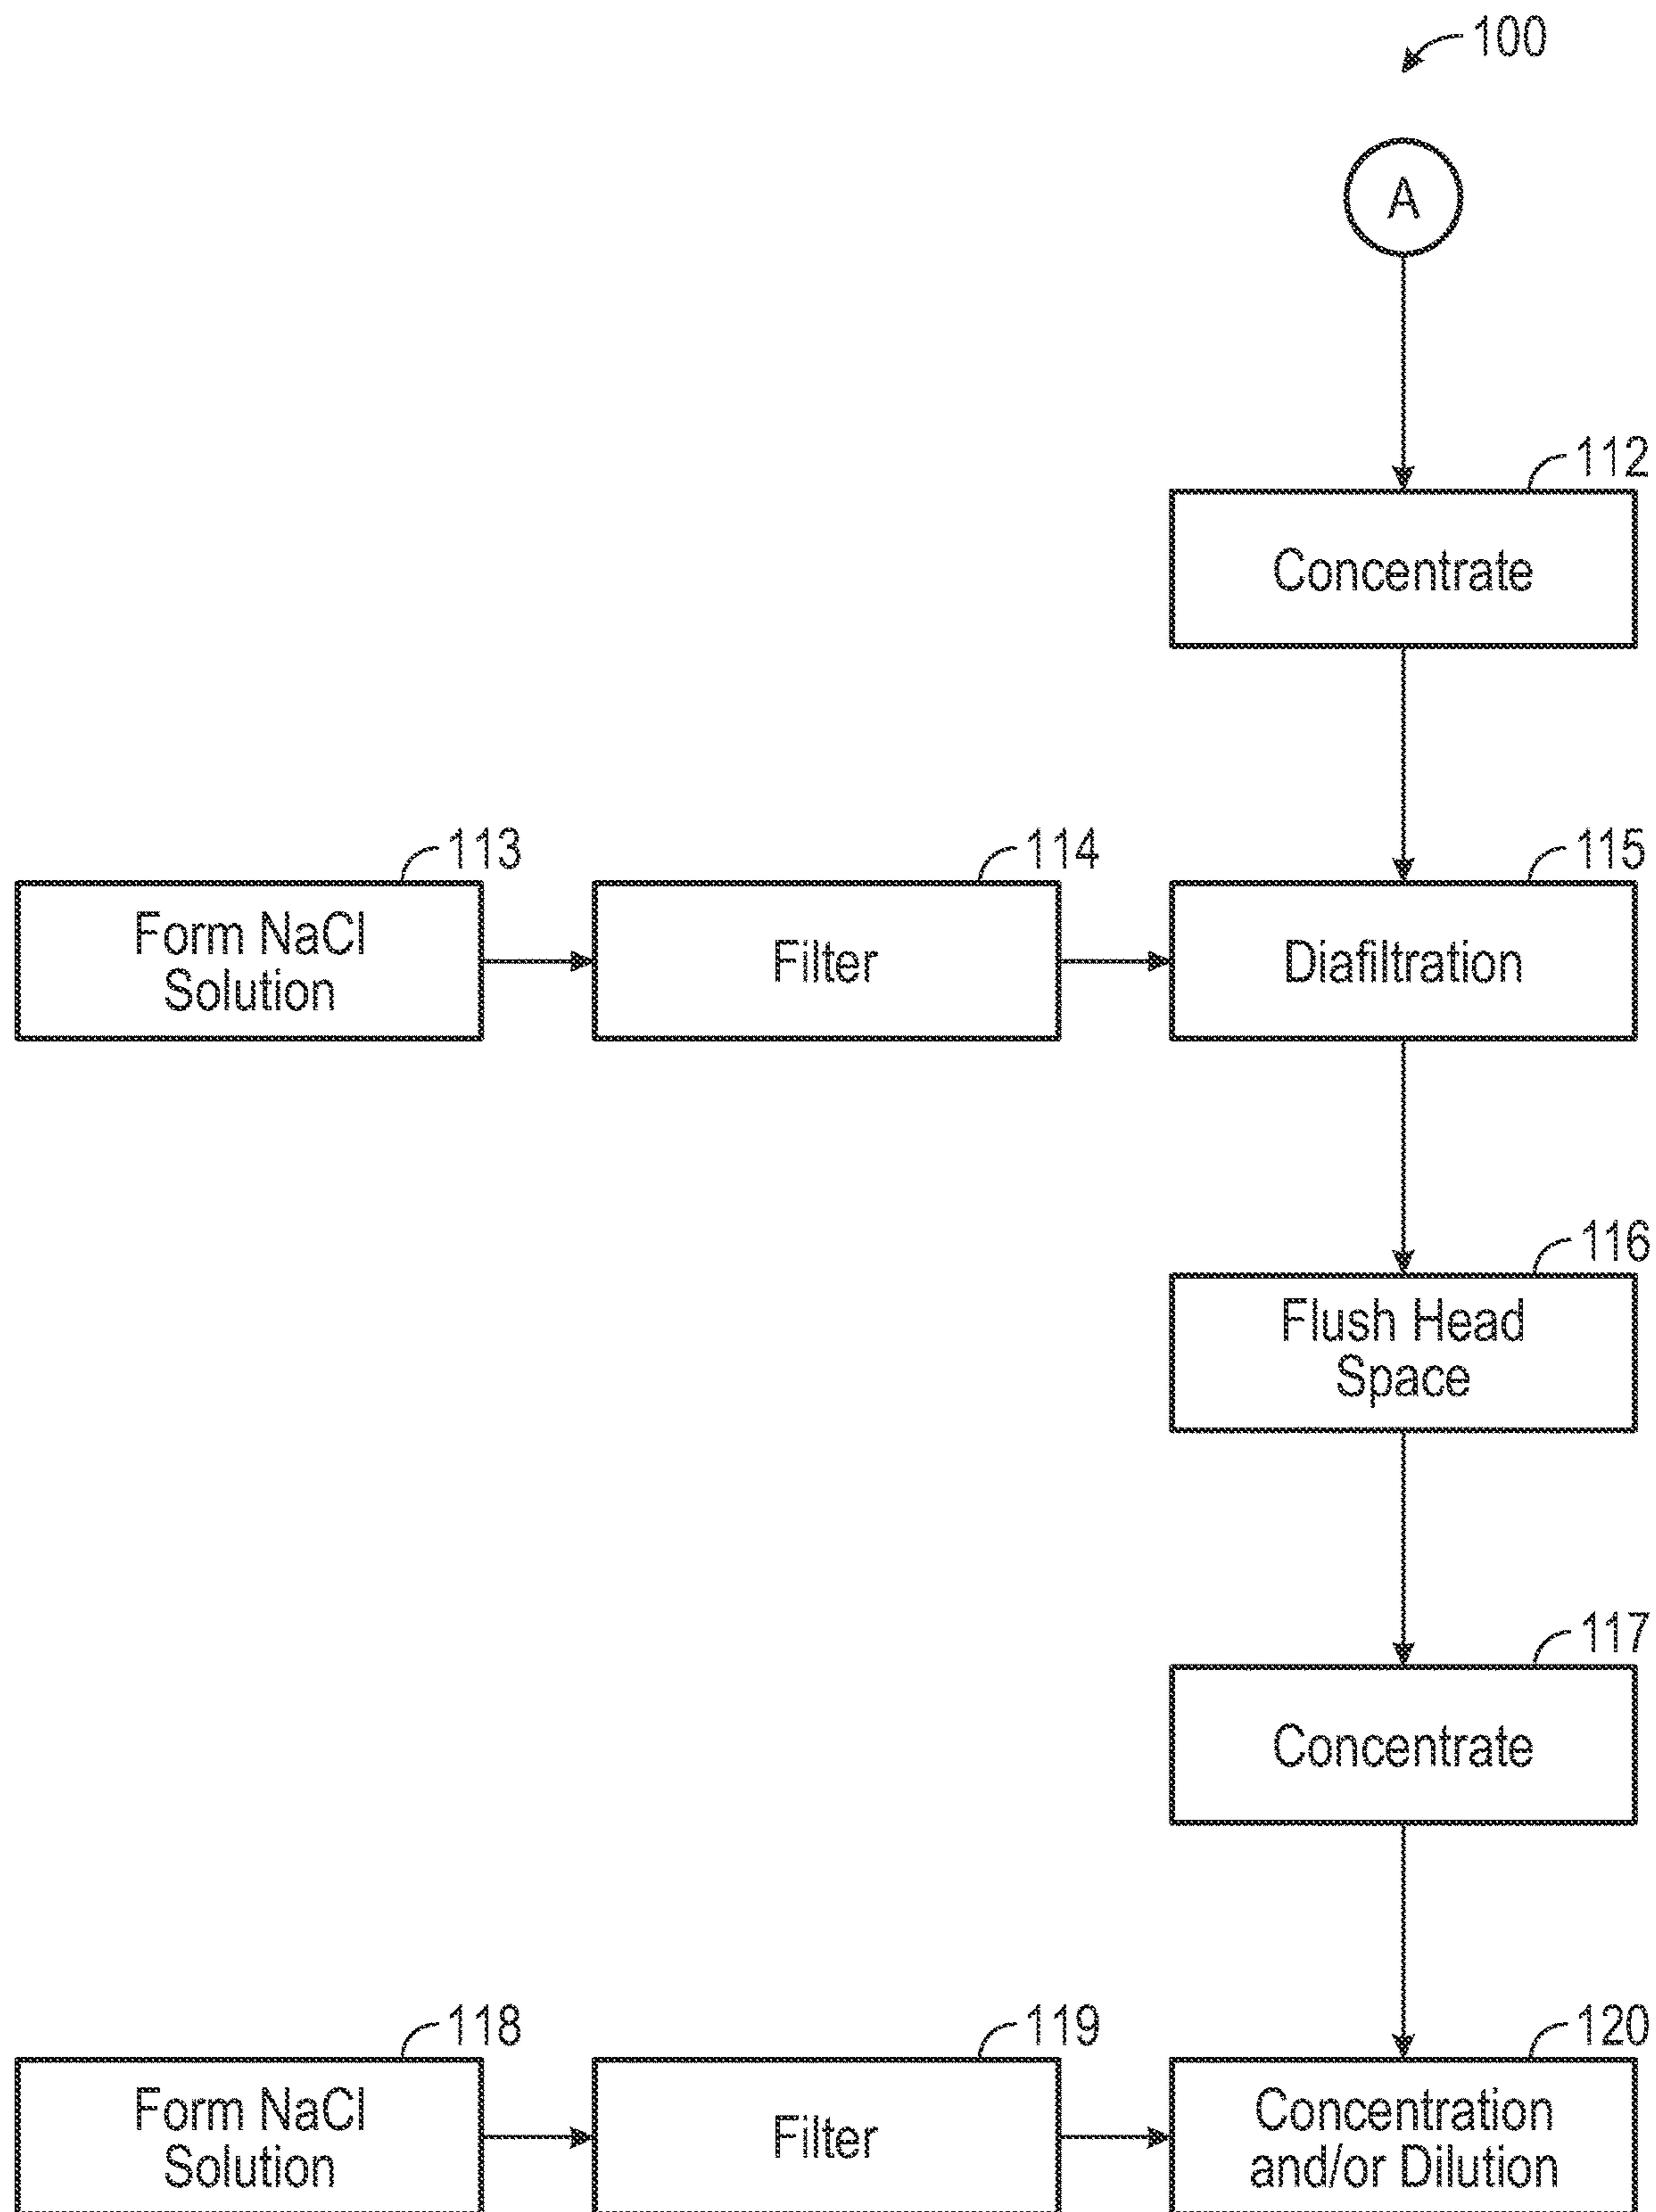 100
A
112
Concentrate
113
114
115
Form NaCl
Solution
Filter
Diafiltration
116
Flush Head
Space
117
Concentrate
118
119
120
Form NaCl
Solution
Filter
Concentration
and/or Dilution